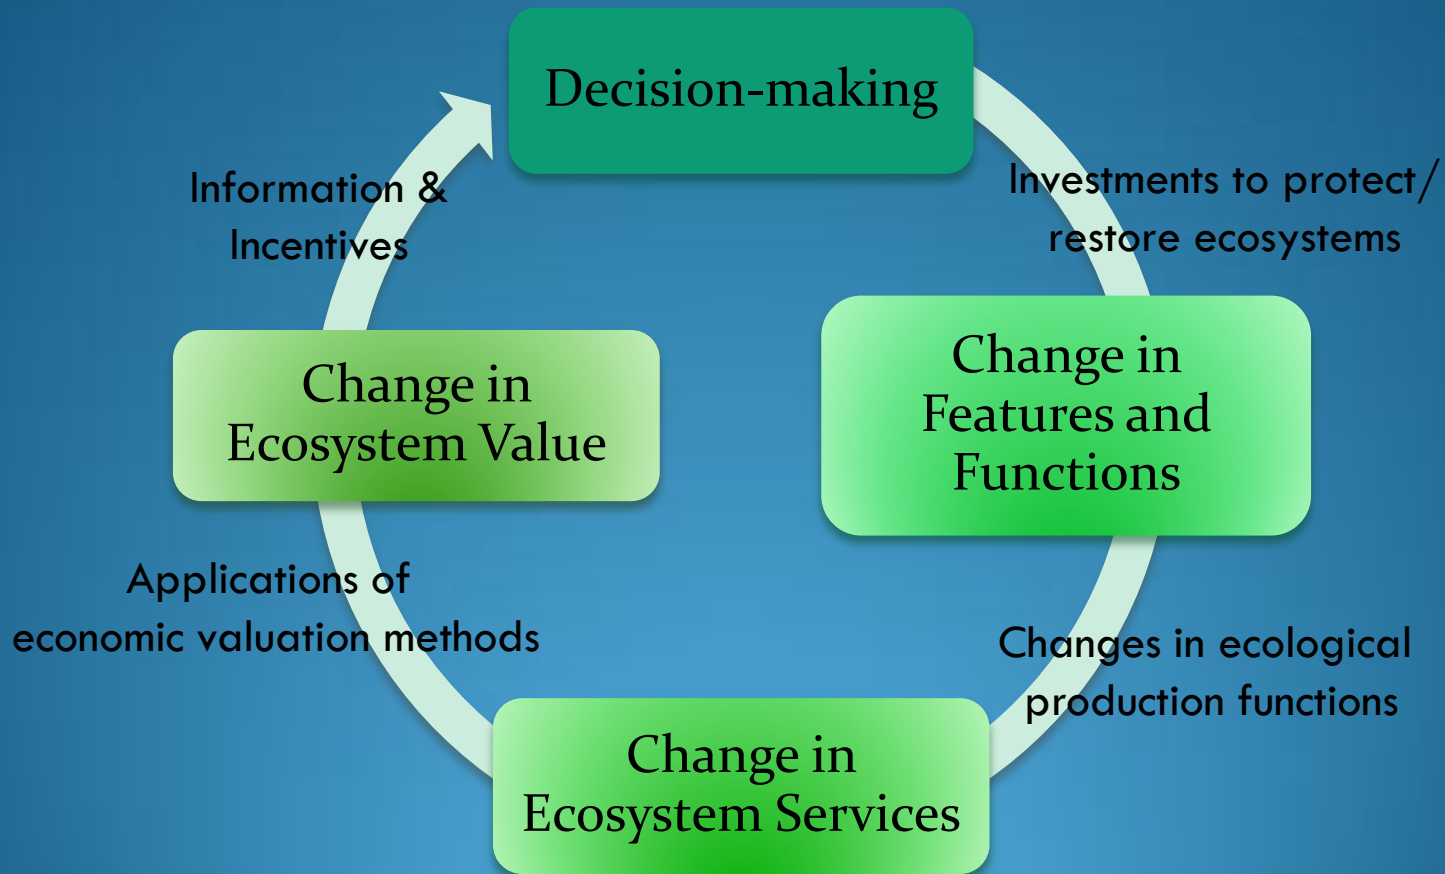 Decision-making
Investments to protect/
restore ecosystems
Change in
Features and
Functions
Changes in ecological
production functions
Change in
Ecosystem Services
Applications of
economic valuation methods
Change in
Ecosystem Value
Information &
Incentives